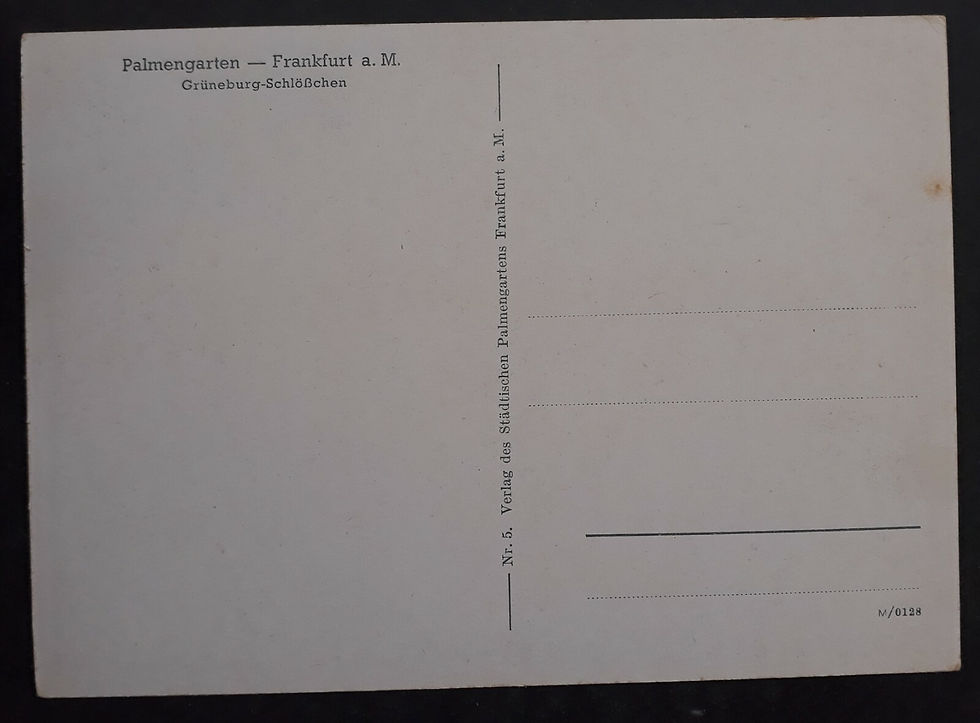 Palmengarten — Frankfurt a. M.
Grüneburg-Schlößchen
Nr. 5. Verlag des Städtischen Palmengartens Frankfurt a. M.
M/0128